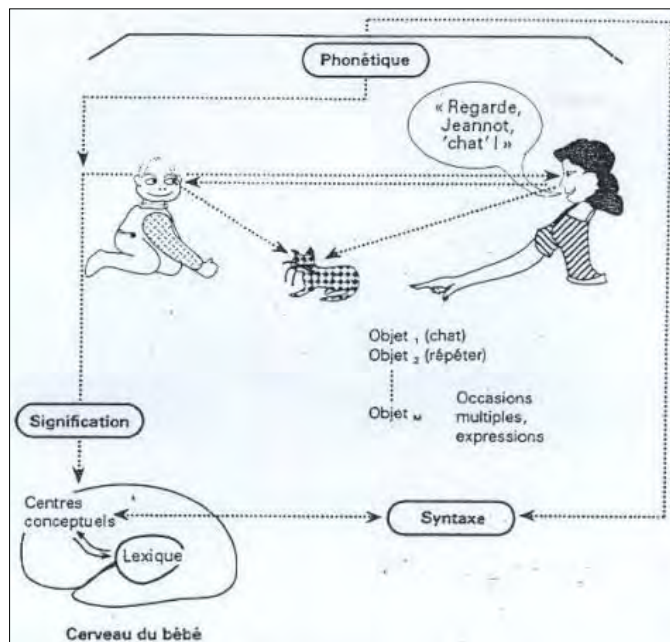 Phonétique
« Regarde,
Jeannot,
'chat' ! »
Objet 1 (chat)
Objet 2 (répéter)
Objet M
Occasions
multiples,
expressions
Signification
Centres
conceptuels
Lexique
Syntaxe
Cerveau du bébé